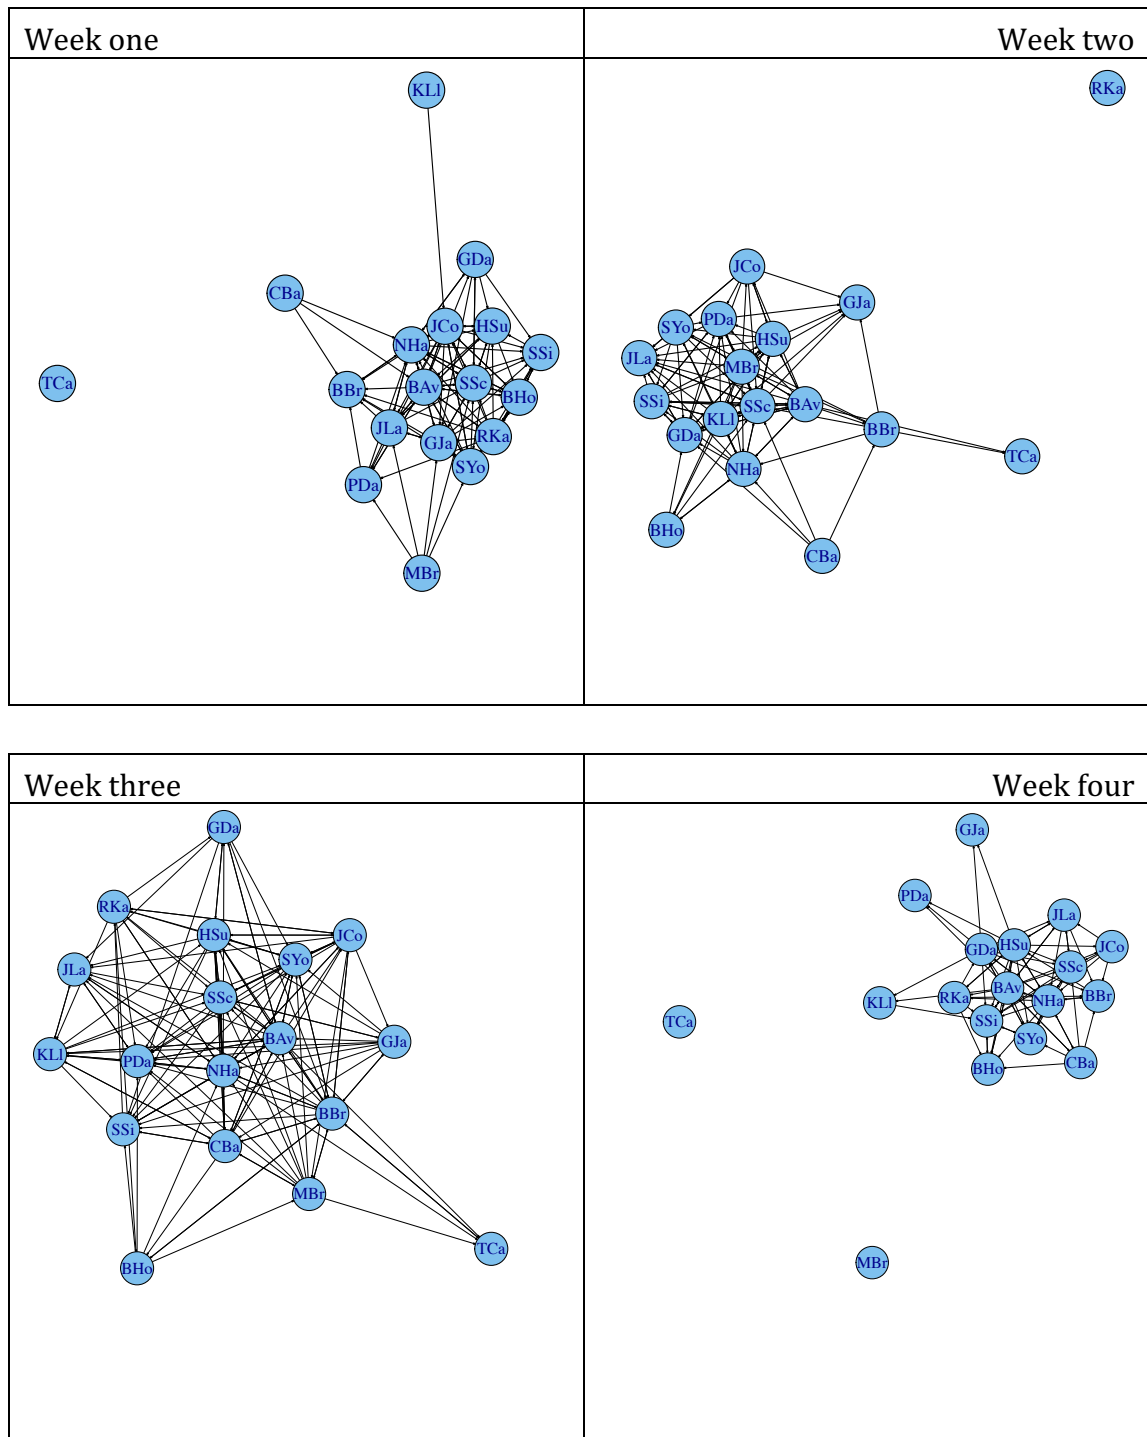 Week one
Week two
KLl
RKa
GDa
CBa
JCo
HSu
NHa
SSi
TCa
BBr
BAv
SSc
BHo
JLa
GJa
RKa
SYo
PDa
MBr
JCo
GJa
SYo
PDa
HSu
JLa
MBr
SSi
KLl
SSc
BAv
GDa
BBr
TCa
NHa
BHo
CBa
Week three
Week four
GDa
RKa
HSu
JCo
SYo
JLa
SSc
BAv
GJa
KLl
PDa
NHa
SSi
BBr
CBa
MBr
TCa
BHo
GJa
PDa
JLa
GDa
HSu
JCo
SSc
KLl
RKa
BAv
NHa
BBr
TCa
SSi
SYo
BHo
CBa
MBr